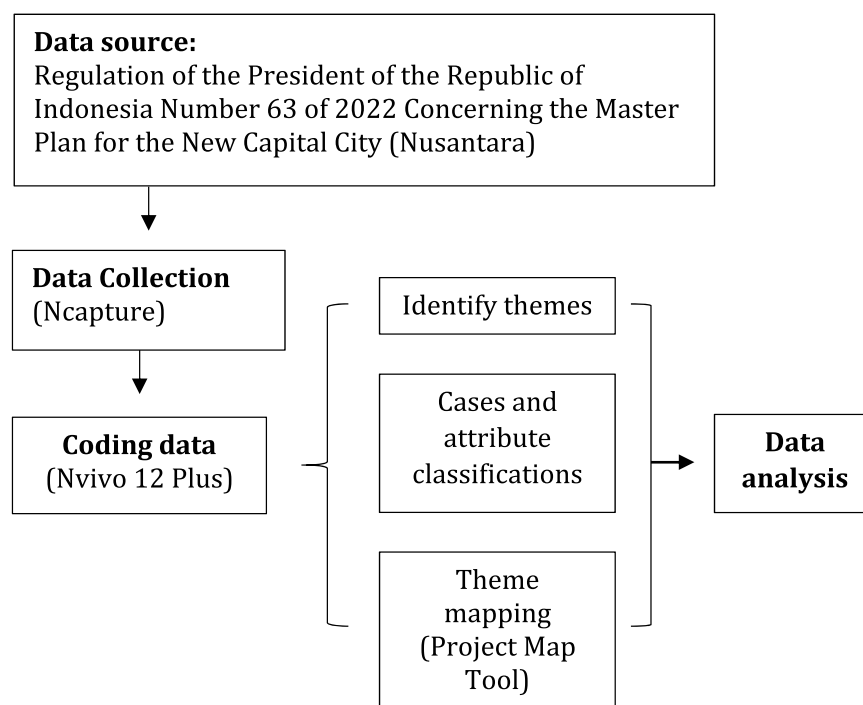 Data source:
Regulation of the President of the Republic of
Indonesia Number 63 of 2022 Concerning the Master
Plan for the New Capital City (Nusantara)
Data Collection
(Ncapture)
Coding data
(Nvivo 12 Plus)
Identify themes
Cases and
attribute
classifications
Theme
mapping
(Project Map
Tool)
Data
analysis